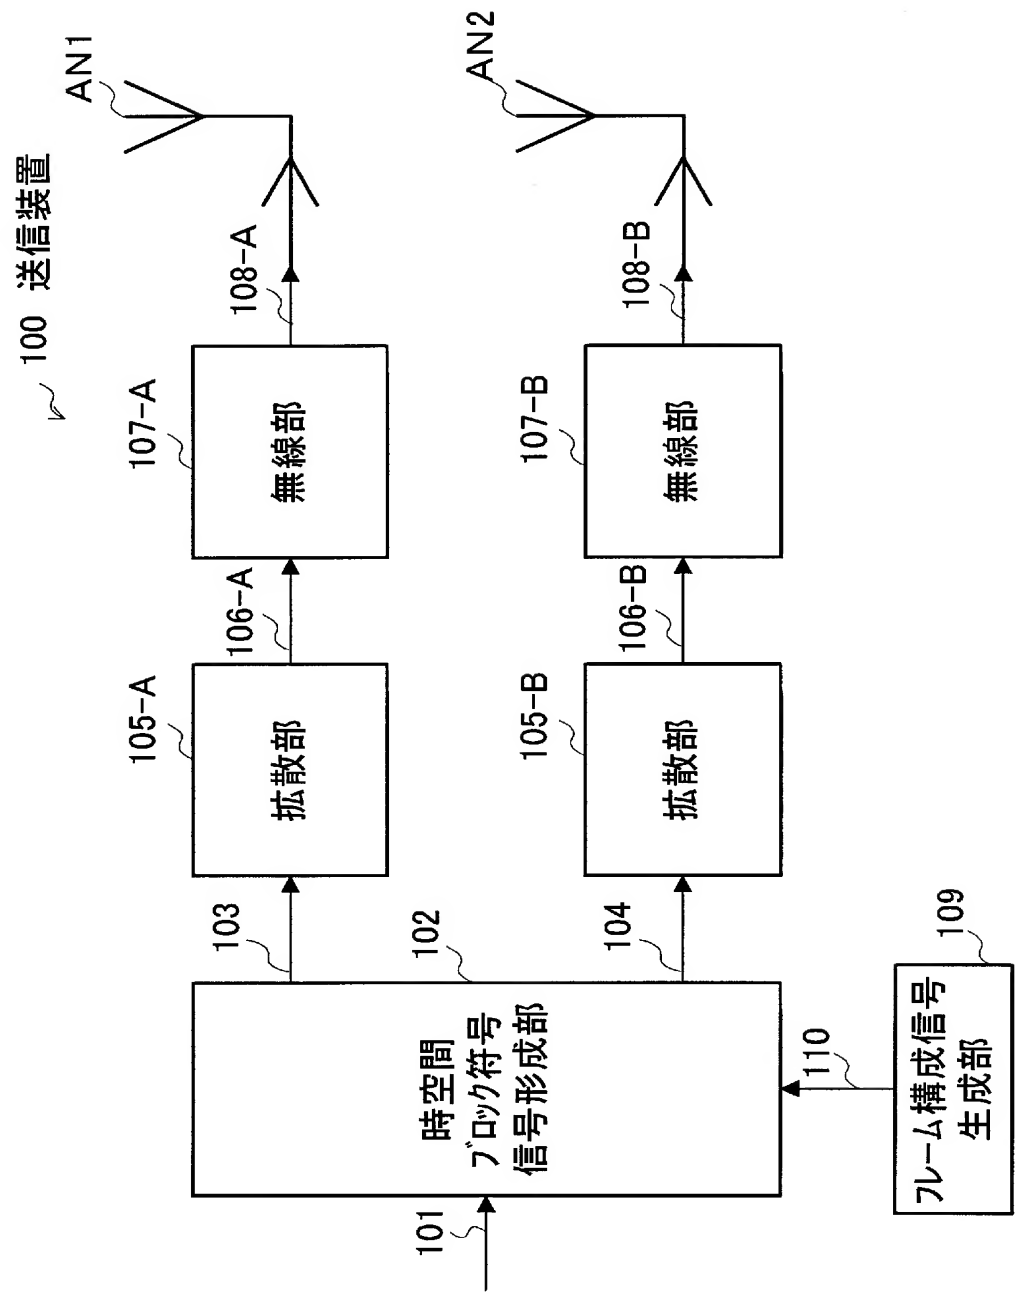 100 送信装置
AN1
108-A
107-A
無線部
106-A
105-A
拡散部
103
102
時空間
ブロック符号
信号形成部
101
AN2
108-B
107-B
無線部
106-B
105-B
拡散部
104
110
109
フレーム構成信号
生成部